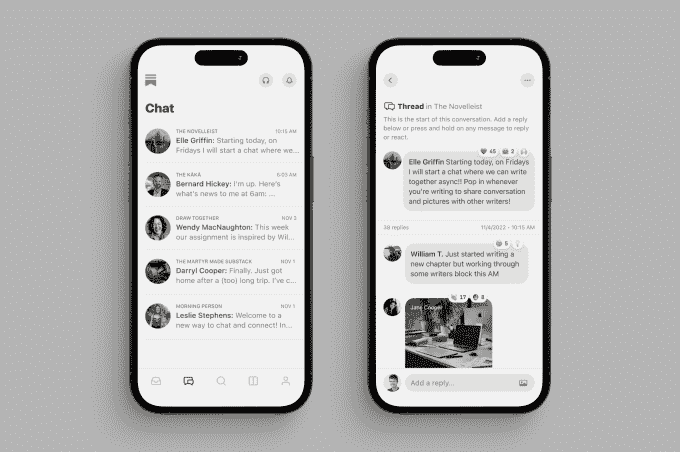 Chat
THE NOVELLEIST 10:15 AM
Elle Griffin: Starting today, on
Fridays I will start a chat where we...
THE KĀKĀ 6:03 AM
Bernard Hickey: I'm up. Here's
what's news to me at 6am: ...
DRAW TOGETHER NOV 3
Wendy MacNaughton: This week
our assignment is inspired by Wil...
THE MARTYR MADE SUBSTACK NOV 1
Darryl Cooper: Finally. Just got
home after a (too) long trip. I've c...
MORNING PERSON NOV 1
Leslie Stephens: Welcome to a
new way to chat and connect! In...
Thread in The Novelleist
This is the start of this conversation. Add a reply
below or press and hold on any message to reply
or react.
45 2
Elle Griffin Starting today, on Fridays
I will start a chat where we can write
together async!! Pop in whenever
you're writing to share conversation
and pictures with other writers!
38 replies 11/4/2022 – 10:15 AM
5
William T. Just started writing a
new chapter but working through
some writers block this AM
17 8
Jane Cooper
Add a reply...